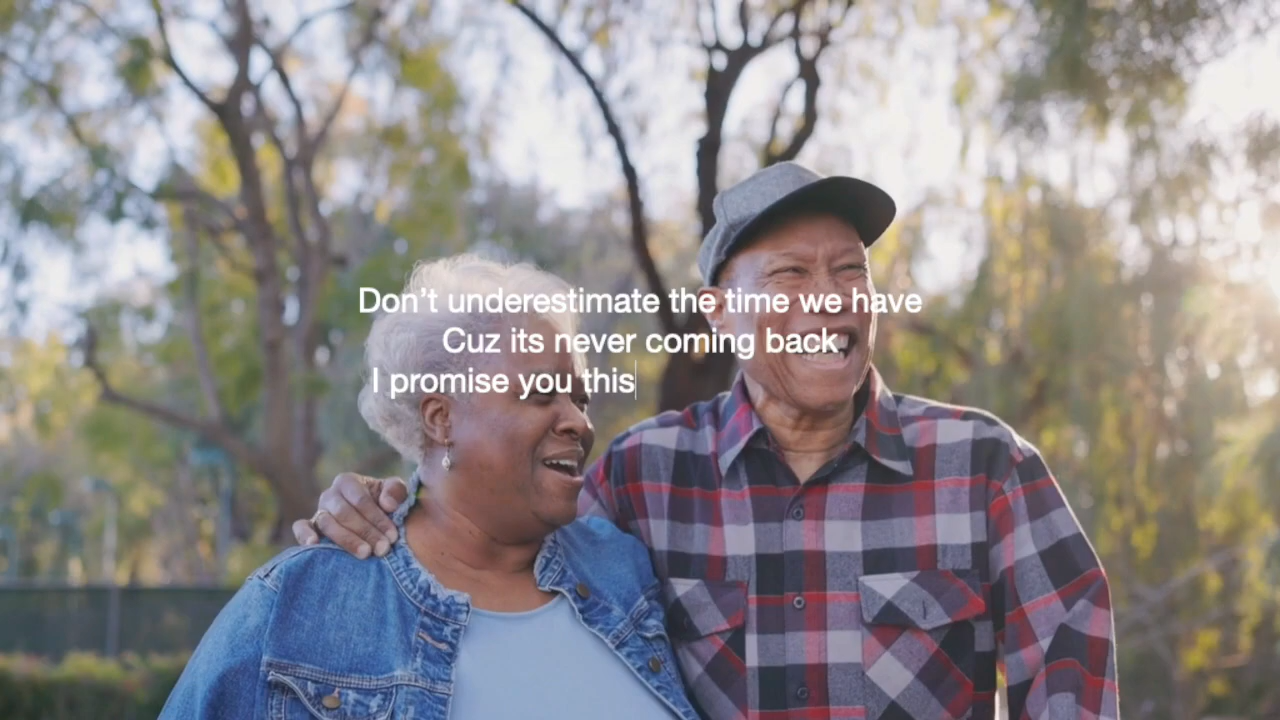 Don’t underestimate the time we have
Cuz its never coming back,
I promise you this